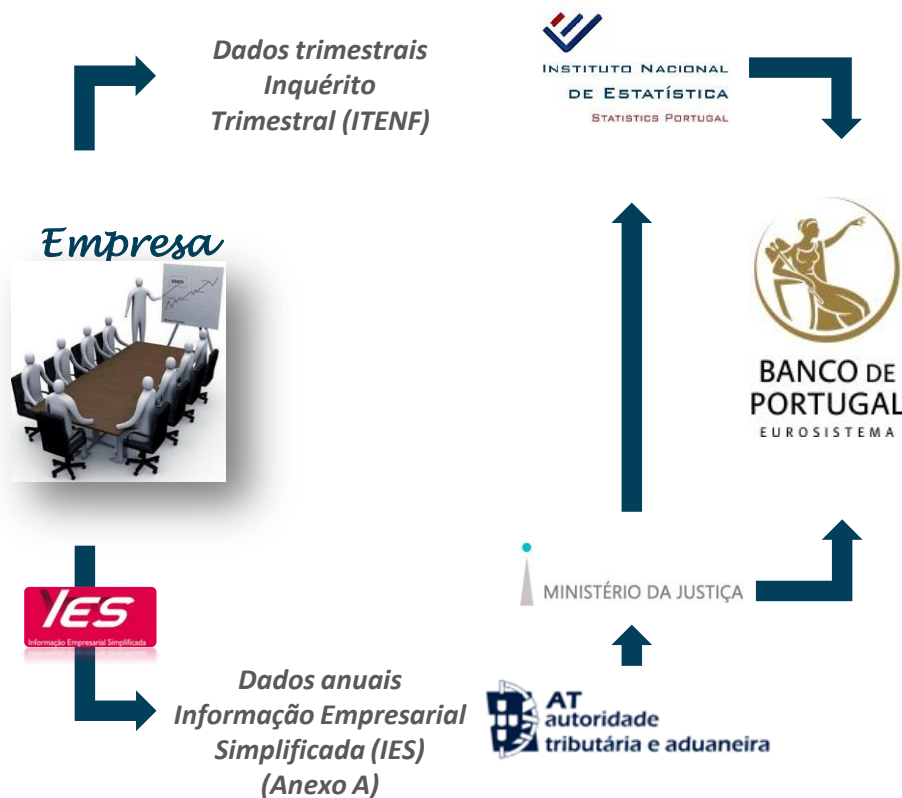 Dados trimestrais
Inquérito
Trimestral (ITENF)
INSTITUTO NACIONAL
DE ESTATÍSTICA
STATISTICS PORTUGAL
Empresa
BANCO DE
PORTUGAL
EUROSISTEMA
IES
Informação Empresarial Simplificada
MINISTÉRIO DA JUSTIÇA
Dados anuais
Informação Empresarial
Simplificada (IES)
(Anexo A)
AT
autoridade
tributária e aduaneira